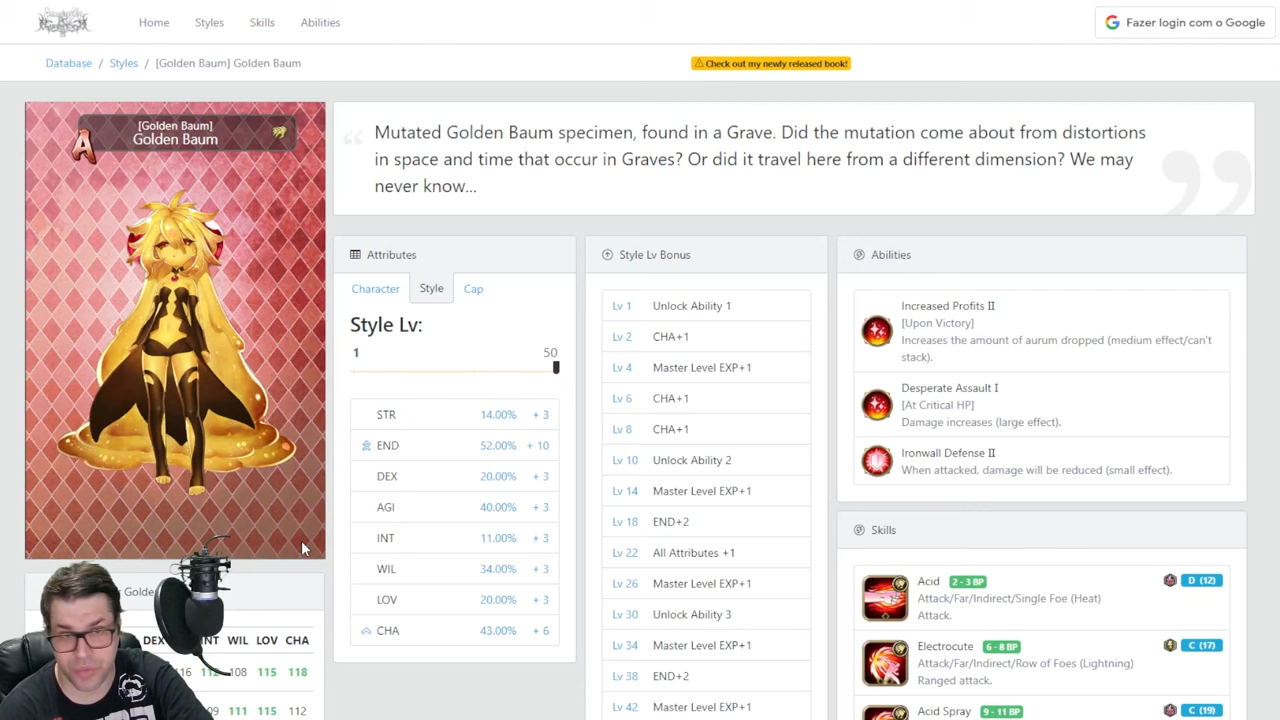 Home Styles Skills Abilities
Fazer login com o Google
Database / Styles / [Golden Baum] Golden Baum
Check out my newly released book!
[Golden Baum]
Golden Baum
A
Mutated Golden Baum specimen, found in a Grave. Did the mutation come about from distortions
in space and time that occur in Graves? Or did it travel here from a different dimension? We may
never know...
Attributes
Character Style Cap
Style Lv:
1 50
STR 14.00% + 3
END 52.00% + 10
DEX 20.00% + 3
AGI 40.00% + 3
INT 11.00% + 3
WIL 34.00% + 3
LOV 20.00% + 3
CHA 43.00% + 6
Style Lv Bonus
Lv 1 Unlock Ability 1
Lv 2 CHA+1
Lv 4 Master Level EXP+1
Lv 6 CHA+1
Lv 8 CHA+1
Lv 10 Unlock Ability 2
Lv 14 Master Level EXP+1
Lv 18 END+2
Lv 22 All Attributes +1
Lv 26 Master Level EXP+1
Lv 30 Unlock Ability 3
Lv 34 Master Level EXP+1
Lv 38 END+2
Lv 42 Master Level EXP+1
Abilities
Increased Profits II
[Upon Victory]
Increases the amount of aurum dropped (medium effect/can't
stack).
Desperate Assault I
[At Critical HP]
Damage increases (large effect).
Ironwall Defense II
When attacked, damage will be reduced (small effect).
Skills
Acid 2 - 3 BP D (12)
Attack/Far/Indirect/Single Foe (Heat)
Attack.
Electrocute 6 - 8 BP C (17)
Attack/Far/Indirect/Row of Foes (Lightning)
Ranged attack.
Acid Spray 9 - 11 BP C (19)
DEX WIL LOV CHA
116 108 115 118
111 115 112